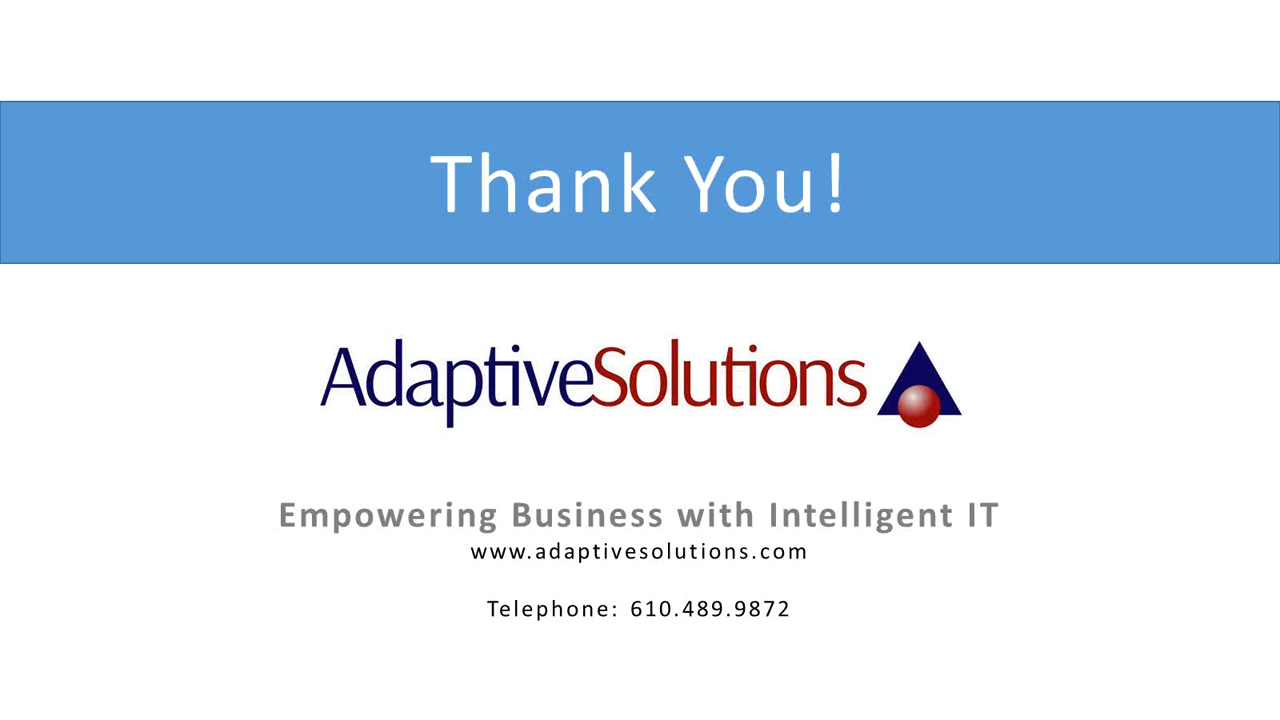 Thank You!
AdaptiveSolutions
Empowering Business with Intelligent IT
www.adaptivesolutions.com
Telephone: 610.489.9872